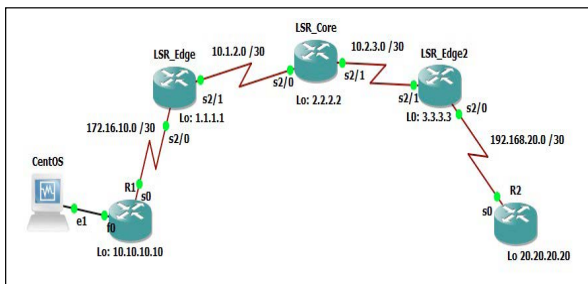 LSR_Core
10.1.2.0 /30
10.2.3.0 /30
LSR_Edge
LSR_Edge2
s2/0
s2/1
s2/1
Lo: 2.2.2.2
s2/1
Lo: 1.1.1.1
LO: 3.3.3.3
s2/0
172.16.10.0 /30
s2/0
192.168.20.0 /30
CentOS
R1
s0
R2
e1
f0
s0
Lo: 10.10.10.10
Lo 20.20.20.20